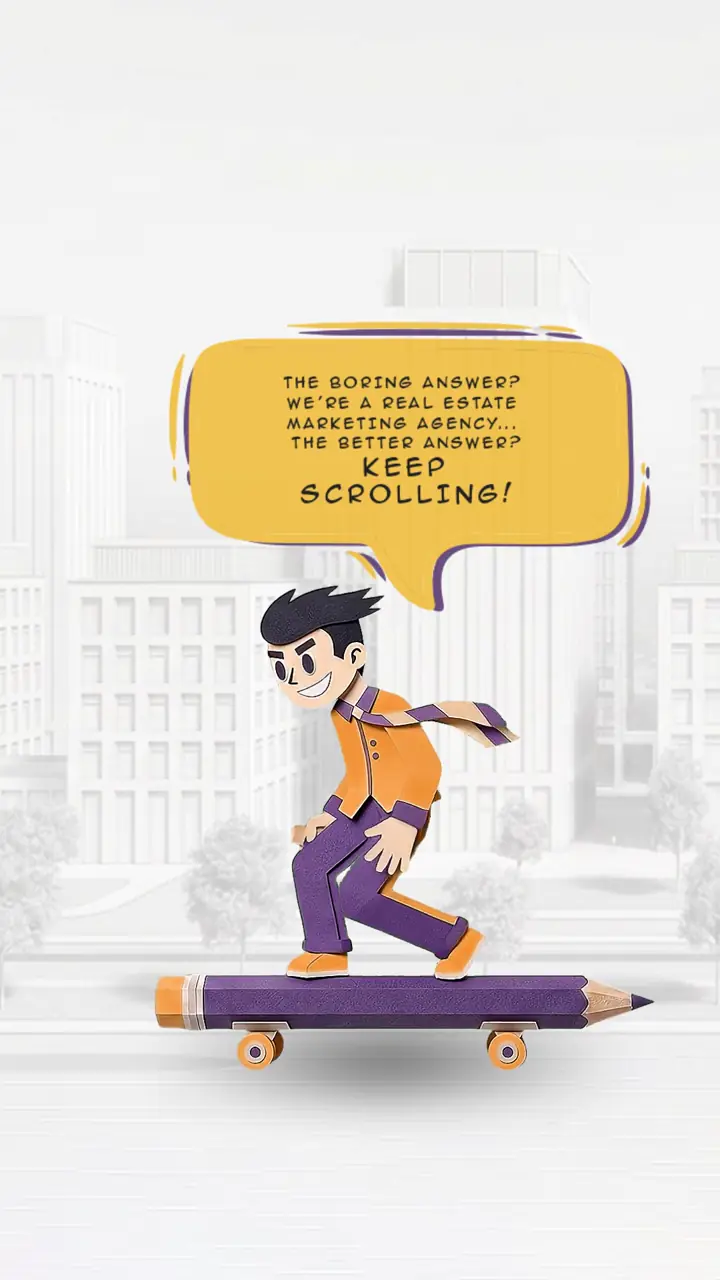 THE BORING ANSWER?
WE'RE A REAL ESTATE
MARKETING AGENCY...
THE BETTER ANSWER?
KEEP
SCROLLING!